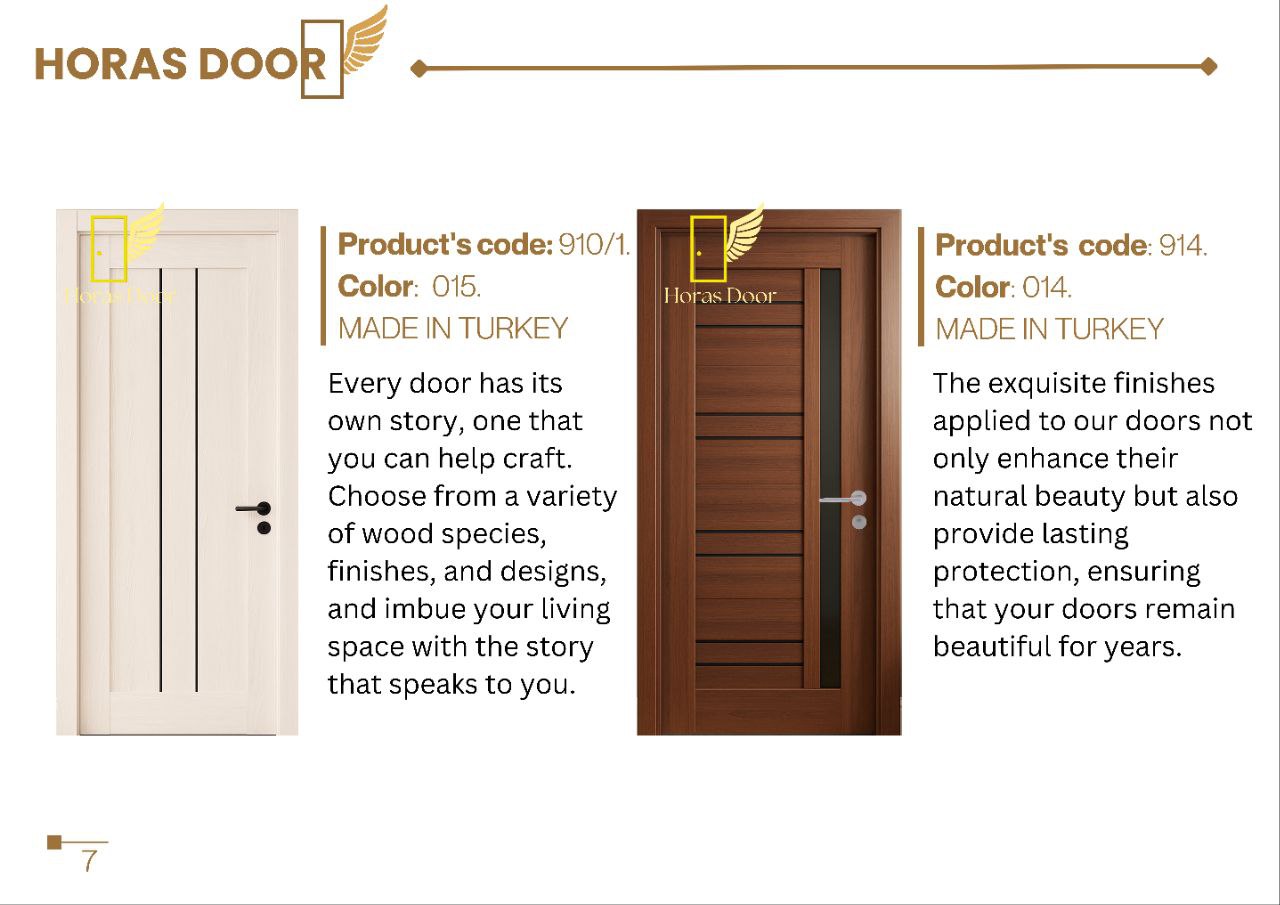 HORAS DOOR
Horas Door
Product's code: 910/1.
Color: 015.
MADE IN TURKEY
Every door has its
own story, one that
you can help craft.
Choose from a variety
of wood species,
finishes, and designs,
and imbue your living
space with the story
that speaks to you.
Horas Door
Product's code: 914.
Color: 014.
MADE IN TURKEY
The exquisite finishes
applied to our doors not
only enhance their
natural beauty but also
provide lasting
protection, ensuring
that your doors remain
beautiful for years.
7